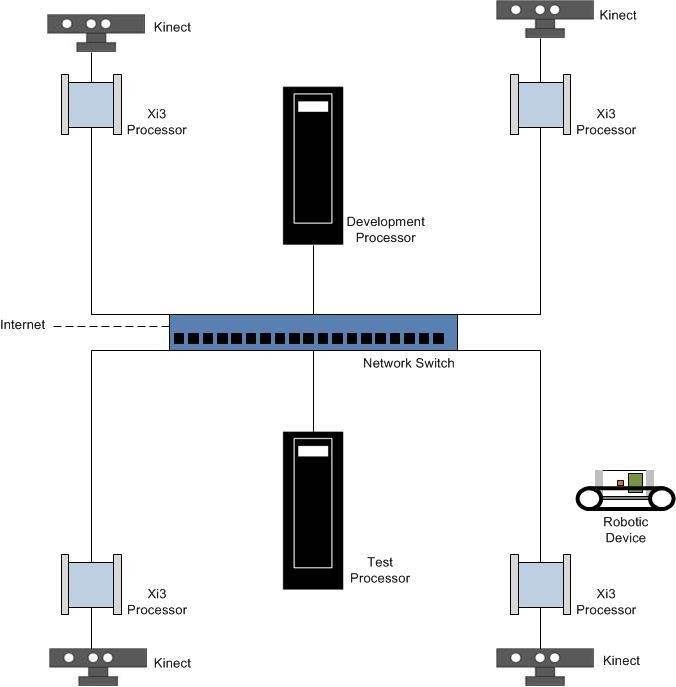 Kinect
Kinect
Xi3
Processor
Xi3
Processor
Development
Processor
Internet
Network Switch
Robotic
Device
Test
Processor
Xi3
Processor
Xi3
Processor
Kinect
Kinect